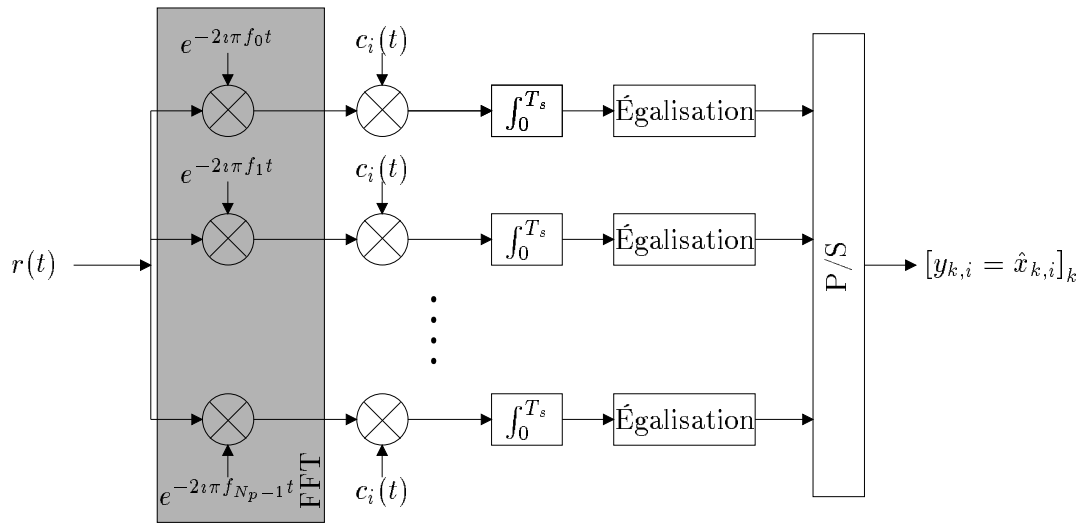 e^{-2ıπf_0t}
c_i(t)
∫_0^{T_s}
Égalisation
e^{-2ıπf_1t}
c_i(t)
∫_0^{T_s}
Égalisation
r(t)
P/S
[y_{k,i} = x̂_{k,i}]_k
∫_0^{T_s}
Égalisation
e^{-2ıπf_{N_p-1}t}
FFT
c_i(t)